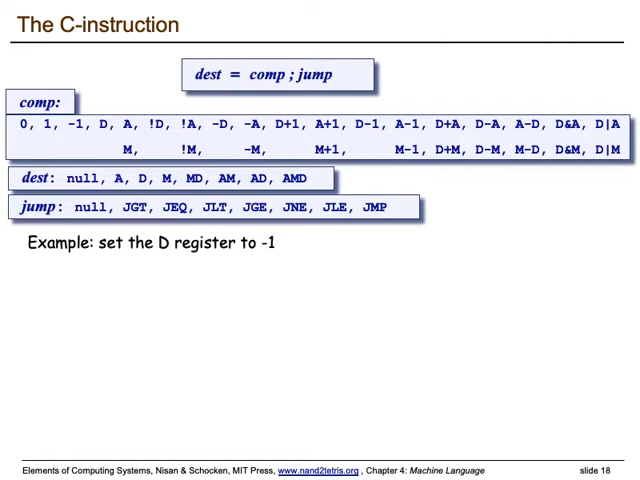 The C-instruction
dest = comp ; jump
comp:
0, 1, -1, D, A, !D, !A, -D, -A, D+1, A+1, D-1, A-1, D+A, D-A, A-D, D&A, D|A
M, !M, -M, M+1, M-1, D+M, D-M, M-D, D&M, D|M
dest: null, A, D, M, MD, AM, AD, AMD
jump: null, JGT, JEQ, JLT, JGE, JNE, JLE, JMP
Example: set the D register to -1
Elements of Computing Systems, Nisan & Schocken, MIT Press, www.nand2tetris.org , Chapter 4: Machine Language slide 18